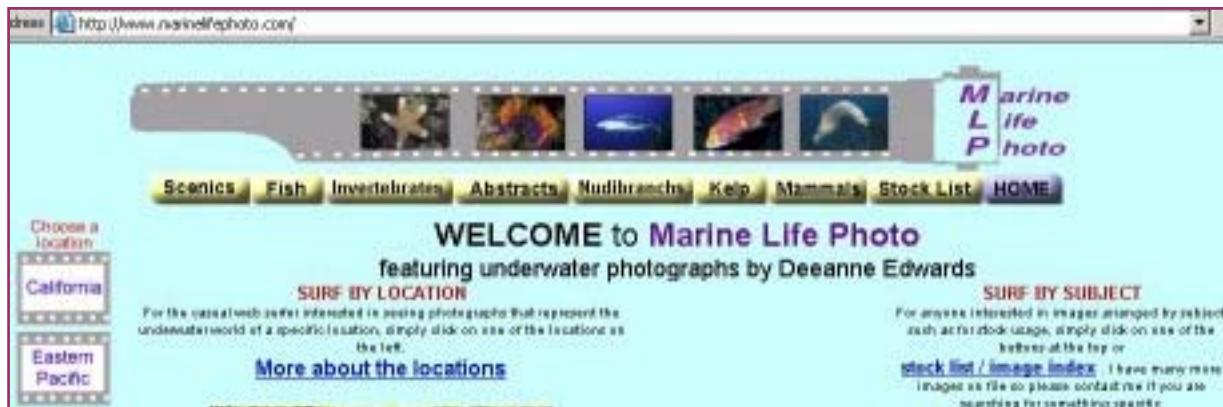 dress http://www.marinelifephoto.com/
Marine
Life
Photo
Scenics Fish Invertebrates Abstracts Nudibranchs Kelp Mammals Stock List HOME
Choose a
location
California
Eastern
Pacific
WELCOME to Marine Life Photo
featuring underwater photographs by Deeanne Edwards
SURF BY LOCATION
For the casual web surfer interested in seeing photographs that represent the
underwater world of a specific location, simply click on one of the locations on
the left.
More about the locations
SURF BY SUBJECT
For anyone interested in images arranged by subject
such as for stock usage, simply click on one of the
buttons at the top or
stock list / image index I have many more
images on file so please contact me if you are
searching for something specific